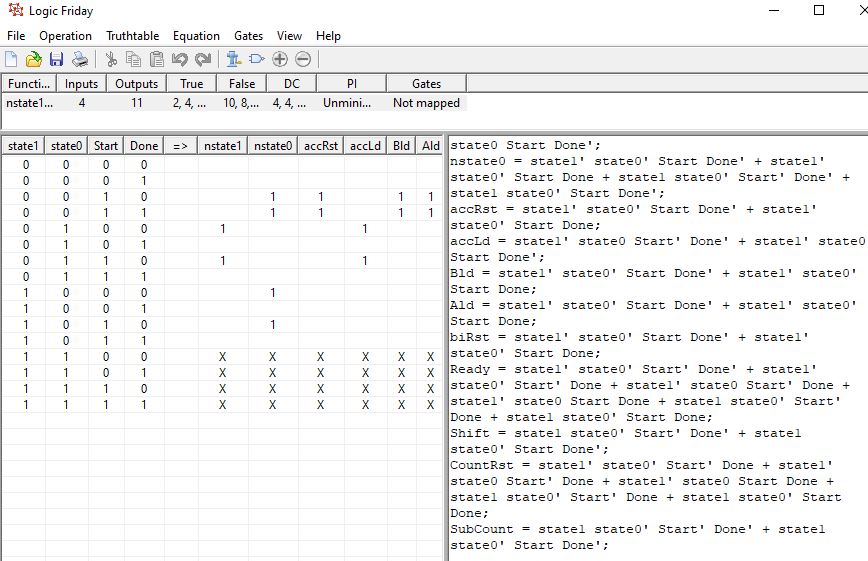 Logic Friday
File Operation Truthtable Equation Gates View Help
Functi... Inputs Outputs True False DC PI Gates
nstate1... 4 11 2, 4, ... 10, 8,... 4, 4, ... Unmini... Not mapped
state1 state0 Start Done => nstate1 nstate0 accRst accLd Bld Ald
0 0 0 0
0 0 0 1
0 0 1 0 1 1 1 1
0 0 1 1 1 1 1 1
0 1 0 0 1 1
0 1 0 1
0 1 1 0 1 1
0 1 1 1
1 0 0 0 1
1 0 0 1
1 0 1 0 1
1 0 1 1
1 1 0 0 X X X X X X
1 1 0 1 X X X X X X
1 1 1 0 X X X X X X
1 1 1 1 X X X X X X
state0 Start Done';
nstate0 = state1' state0' Start Done' + state1'
state0' Start Done + state1 state0' Start' Done' +
state1 state0' Start Done';
accRst = state1' state0' Start Done' + state1'
state0' Start Done;
accLd = state1' state0 Start' Done' + state1' state0
Start Done';
Bld = state1' state0' Start Done' + state1' state0'
Start Done;
Ald = state1' state0' Start Done' + state1' state0'
Start Done;
biRst = state1' state0' Start Done' + state1'
state0' Start Done;
Ready = state1' state0' Start' Done' + state1'
state0' Start' Done + state1' state0 Start' Done +
state1' state0 Start Done + state1 state0' Start'
Done + state1 state0' Start Done;
Shift = state1 state0' Start' Done' + state1
state0' Start Done';
CountRst = state1' state0' Start' Done + state1'
state0 Start' Done + state1' state0 Start Done +
state1 state0' Start' Done + state1 state0' Start
Done;
SubCount = state1 state0' Start' Done' + state1
state0' Start Done';